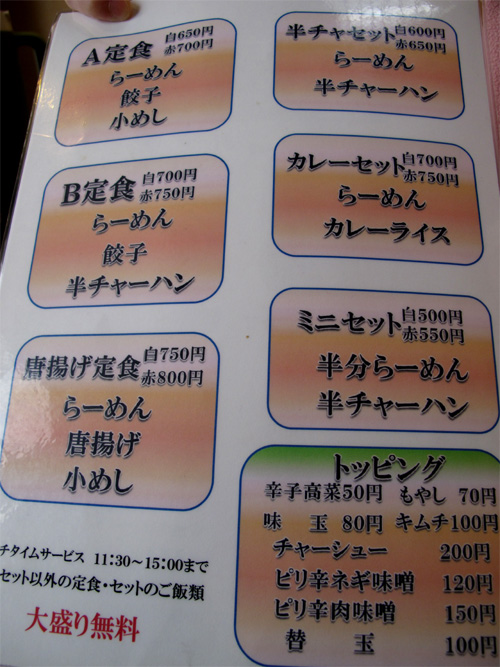 A定食 白650円
赤700円
らーめん
餃子
小めし
B定食 白700円
赤750円
らーめん
餃子
半チャーハン
唐揚げ定食 白750円
赤800円
らーめん
唐揚げ
小めし
チタイムサービス 11:30〜15:00まで
セット以外の定食・セットのご飯類
大盛り無料
半チャセット 白600円
赤650円
らーめん
半チャーハン
カレーセット 白700円
赤750円
らーめん
カレーライス
ミニセット 白500円
赤550円
半分らーめん
半チャーハン
トッピング
辛子高菜50円 もやし 70円
味 玉 80円 キムチ100円
チャーシュー 200円
ピリ辛ネギ味噌 120円
ピリ辛肉味噌 150円
替 玉 100円